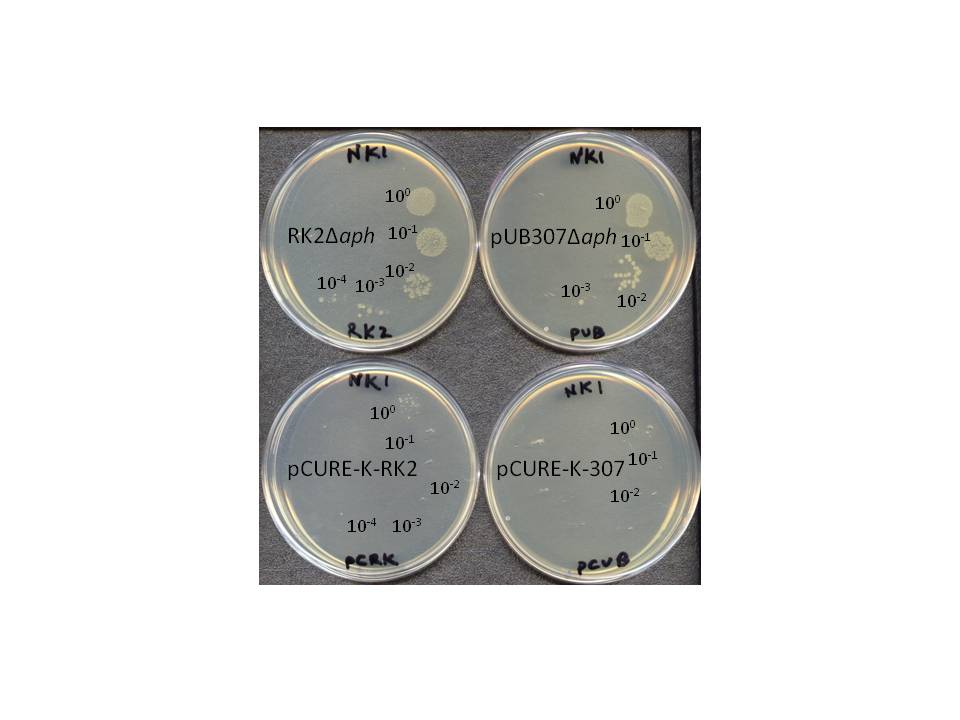 NK1
10⁰
RK2Δaph 10⁻¹
10⁻²
10⁻⁴ 10⁻³
RK2
NK1
10⁰
pUB307Δaph 10⁻¹
10⁻³ 10⁻²
PUB
NK1
10⁰
10⁻¹
pCURE-K-RK2
10⁻²
10⁻⁴ 10⁻³
PCRK
NK1
10⁰
pCURE-K-307 10⁻¹
10⁻²
PCUB